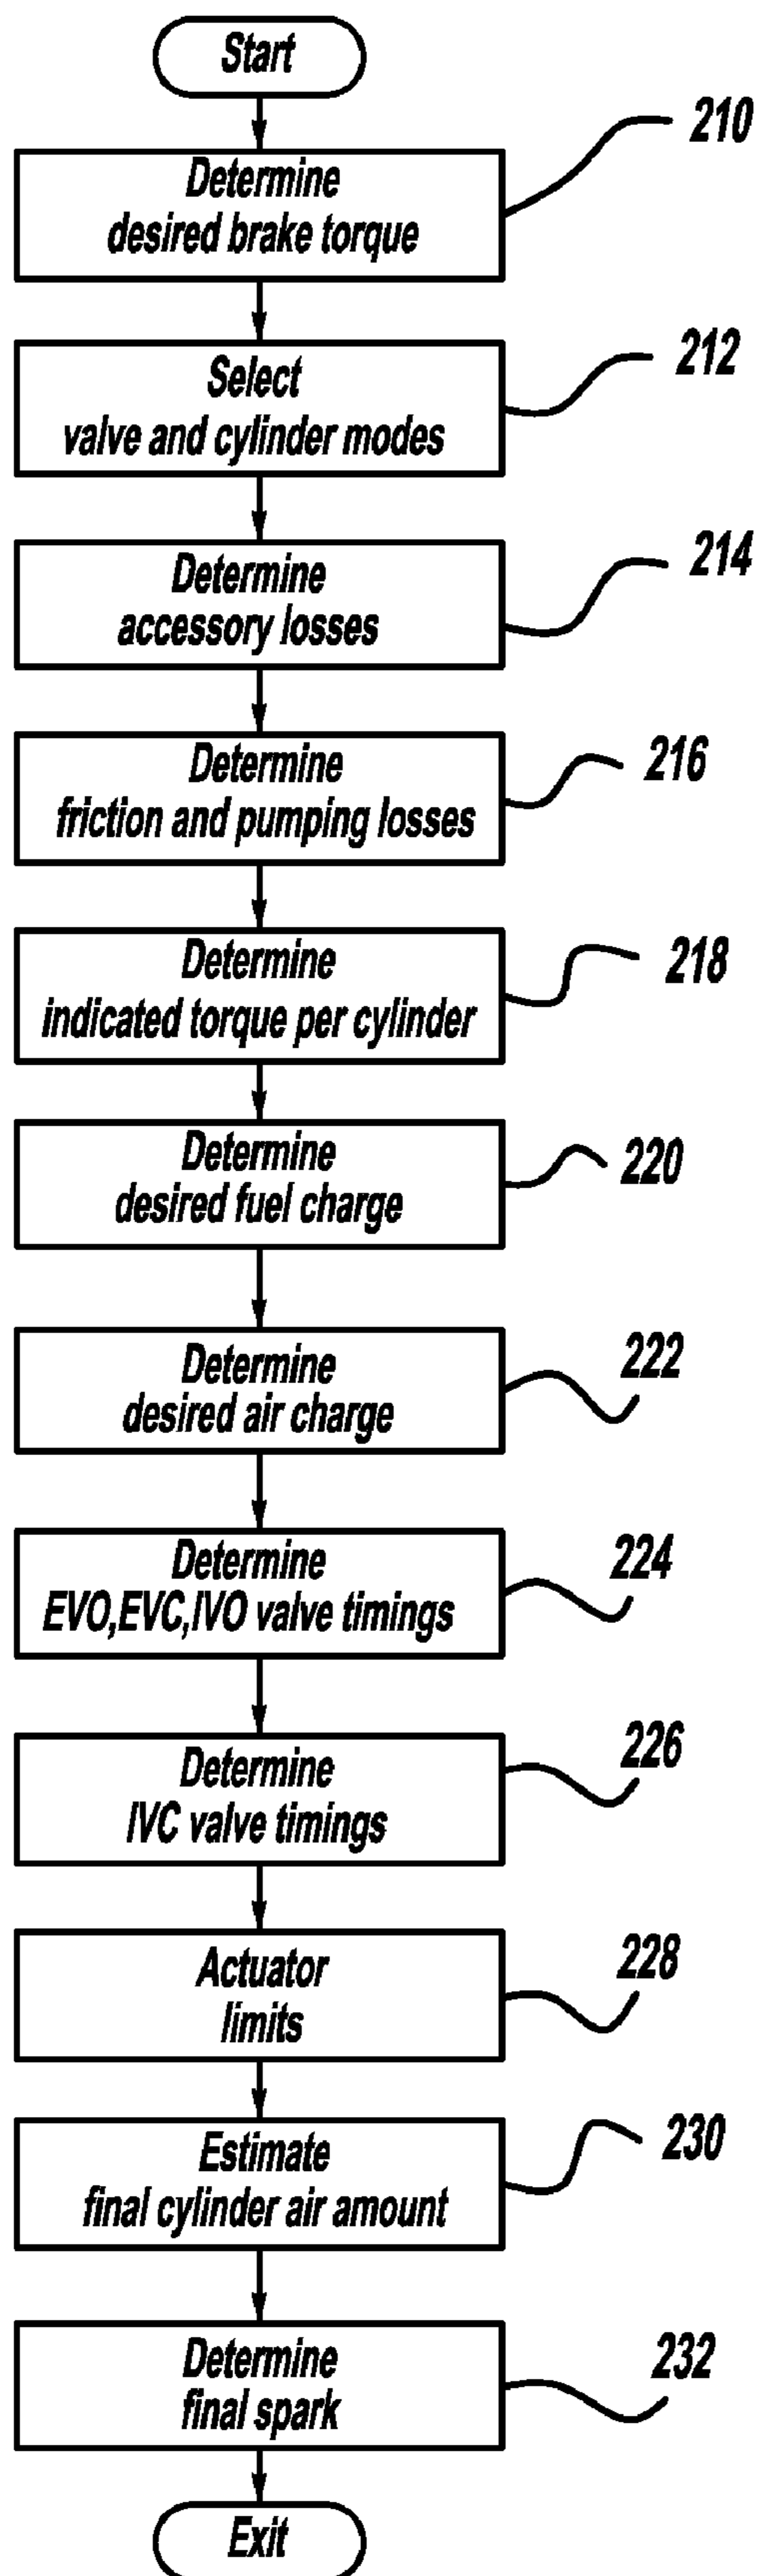 Start
210
Determine
desired brake torque
212
Select
valve and cylinder modes
214
Determine
accessory losses
216
Determine
friction and pumping losses
218
Determine
indicated torque per cylinder
220
Determine
desired fuel charge
222
Determine
desired air charge
224
Determine
EVO,EVC,IVO valve timings
226
Determine
IVC valve timings
228
Actuator
limits
230
Estimate
final cylinder air amount
232
Determine
final spark
Exit